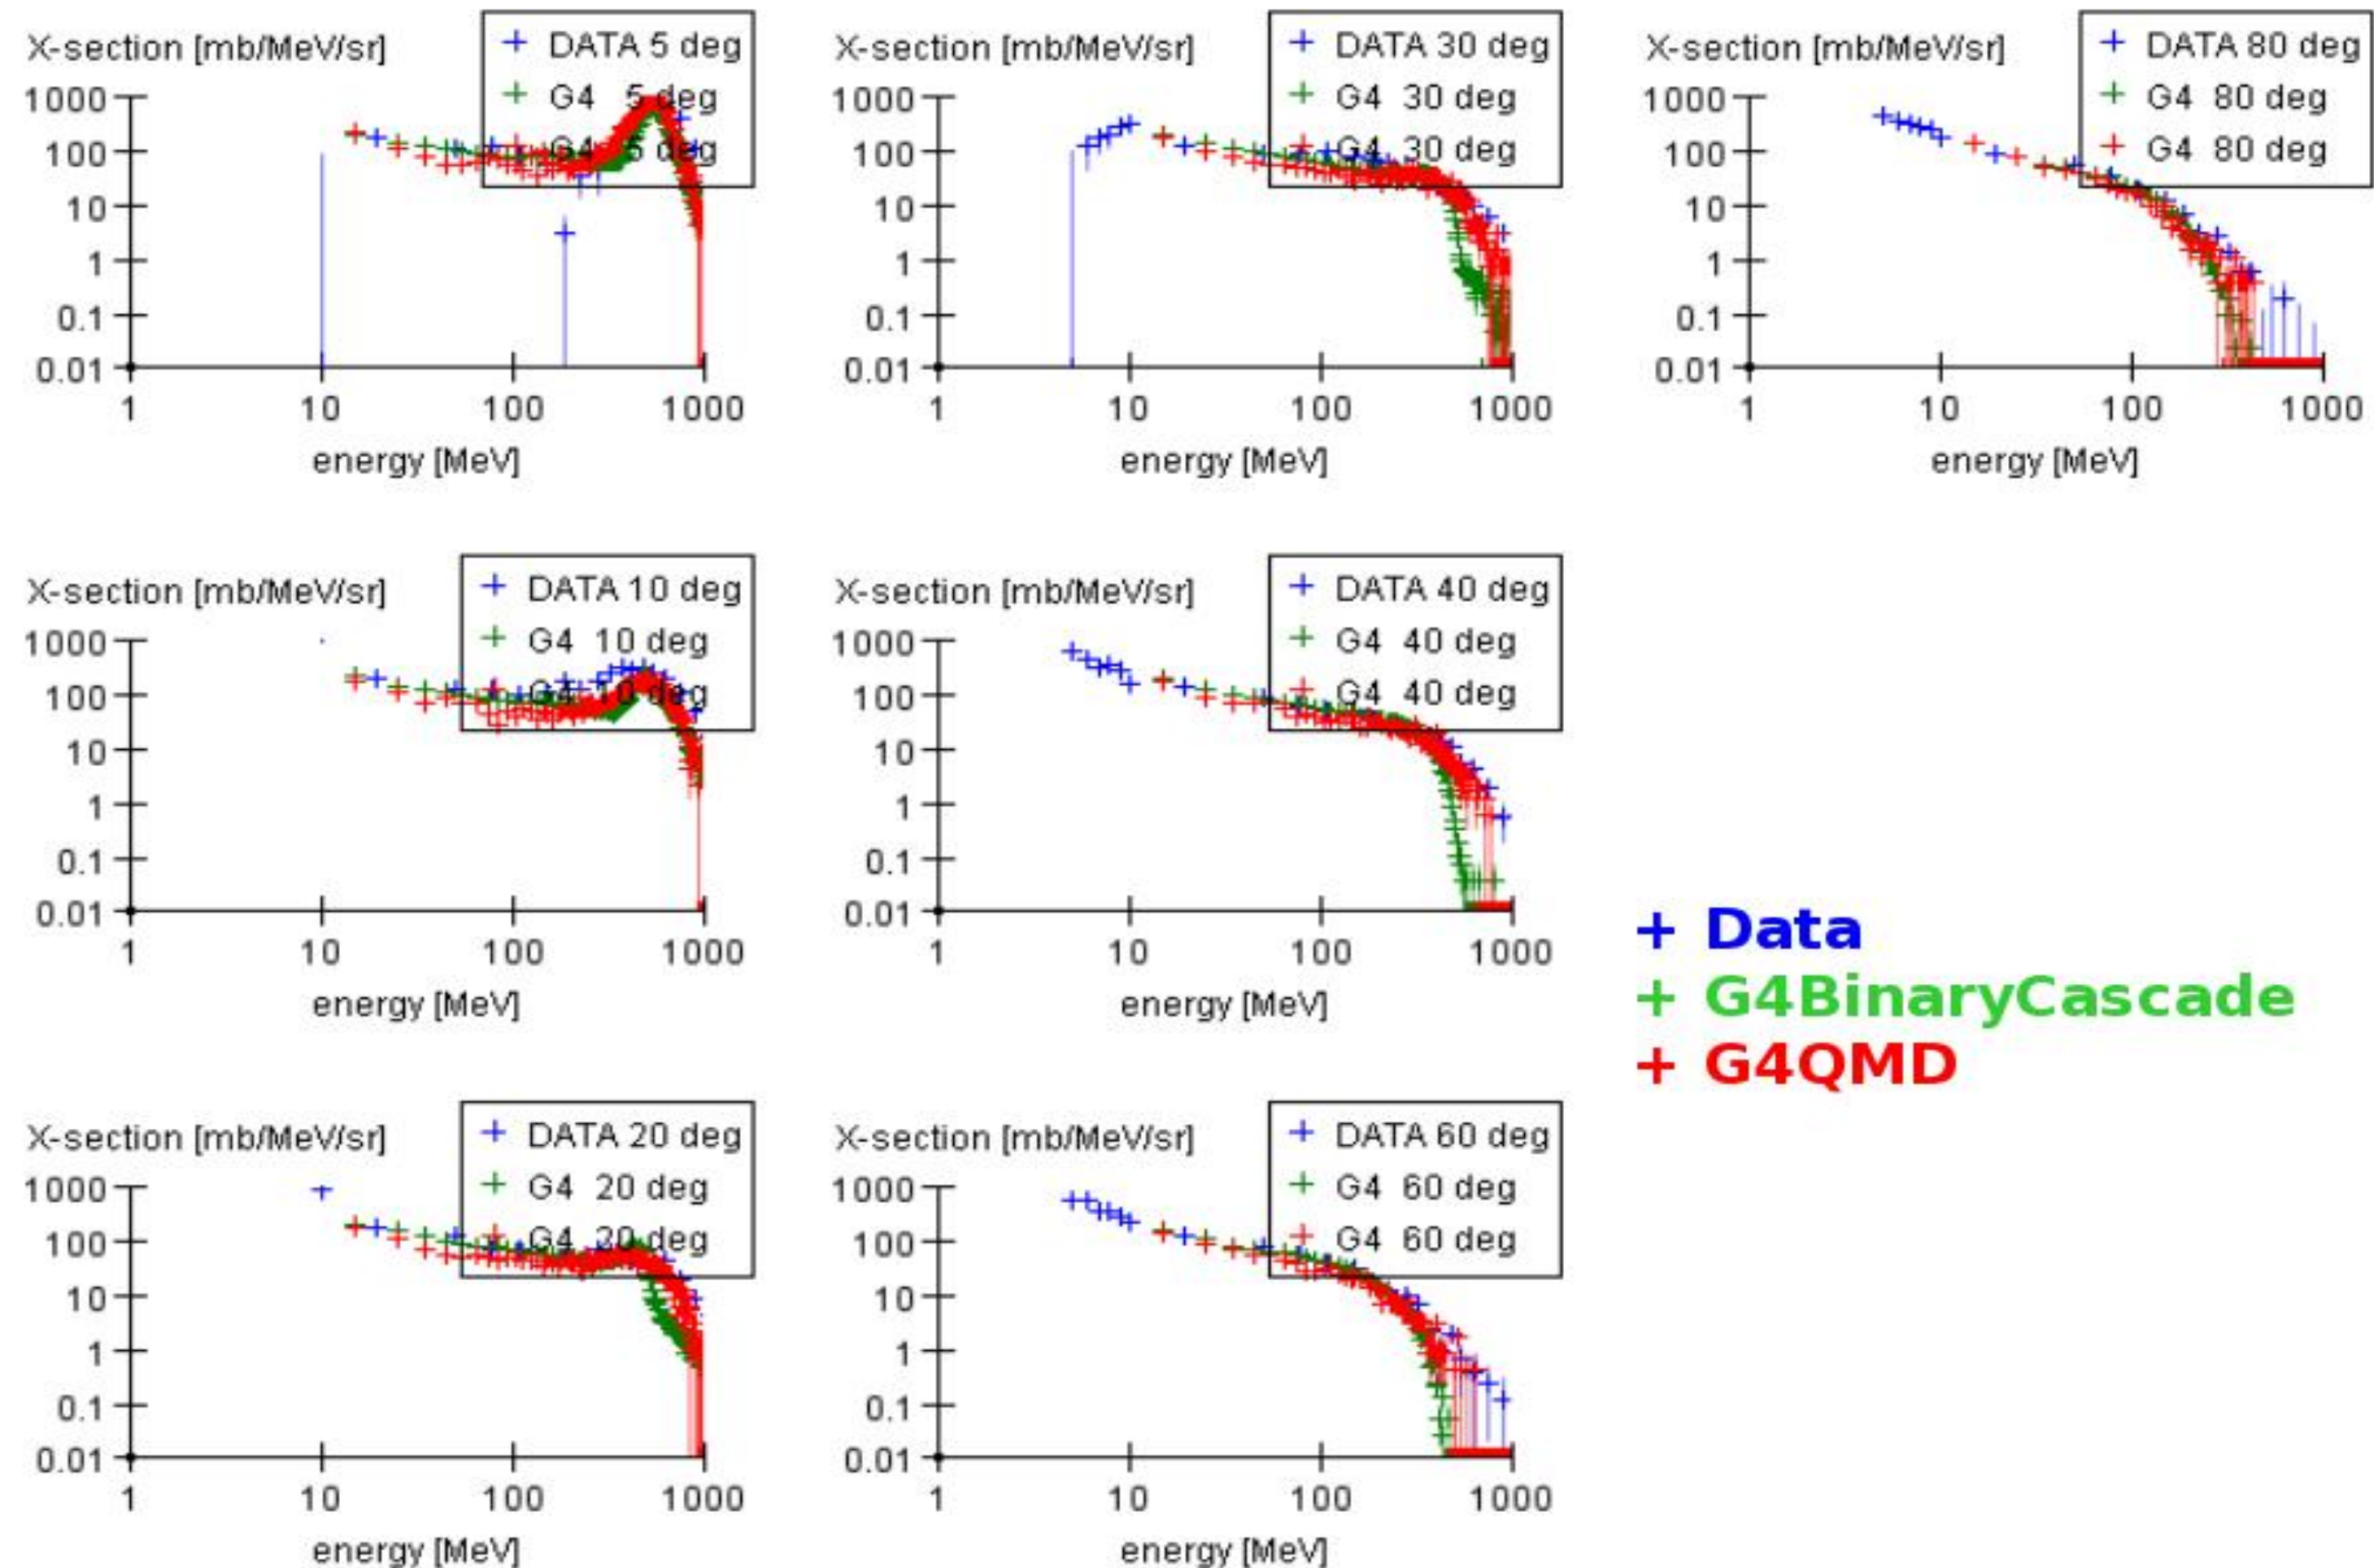 X-section [mb/MeV/sr]
+ DATA 5 deg
+ G4 5 deg
+ G4 5 deg
1000
100
10
1
0.1
0.01
1 10 100 1000
energy [MeV]
X-section [mb/MeV/sr]
+ DATA 30 deg
+ G4 30 deg
+ G4 30 deg
1000
100
10
1
0.1
0.01
1 10 100 1000
energy [MeV]
X-section [mb/MeV/sr]
+ DATA 80 deg
+ G4 80 deg
+ G4 80 deg
1000
100
10
1
0.1
0.01
1 10 100 1000
energy [MeV]
X-section [mb/MeV/sr]
+ DATA 10 deg
+ G4 10 deg
+ G4 10 deg
1000
100
10
1
0.1
0.01
1 10 100 1000
energy [MeV]
X-section [mb/MeV/sr]
+ DATA 40 deg
+ G4 40 deg
+ G4 40 deg
1000
100
10
1
0.1
0.01
1 10 100 1000
energy [MeV]
+ Data
+ G4BinaryCascade
+ G4QMD
X-section [mb/MeV/sr]
+ DATA 20 deg
+ G4 20 deg
+ G4 20 deg
1000
100
10
1
0.1
0.01
1 10 100 1000
energy [MeV]
X-section [mb/MeV/sr]
+ DATA 60 deg
+ G4 60 deg
+ G4 60 deg
1000
100
10
1
0.1
0.01
1 10 100 1000
energy [MeV]